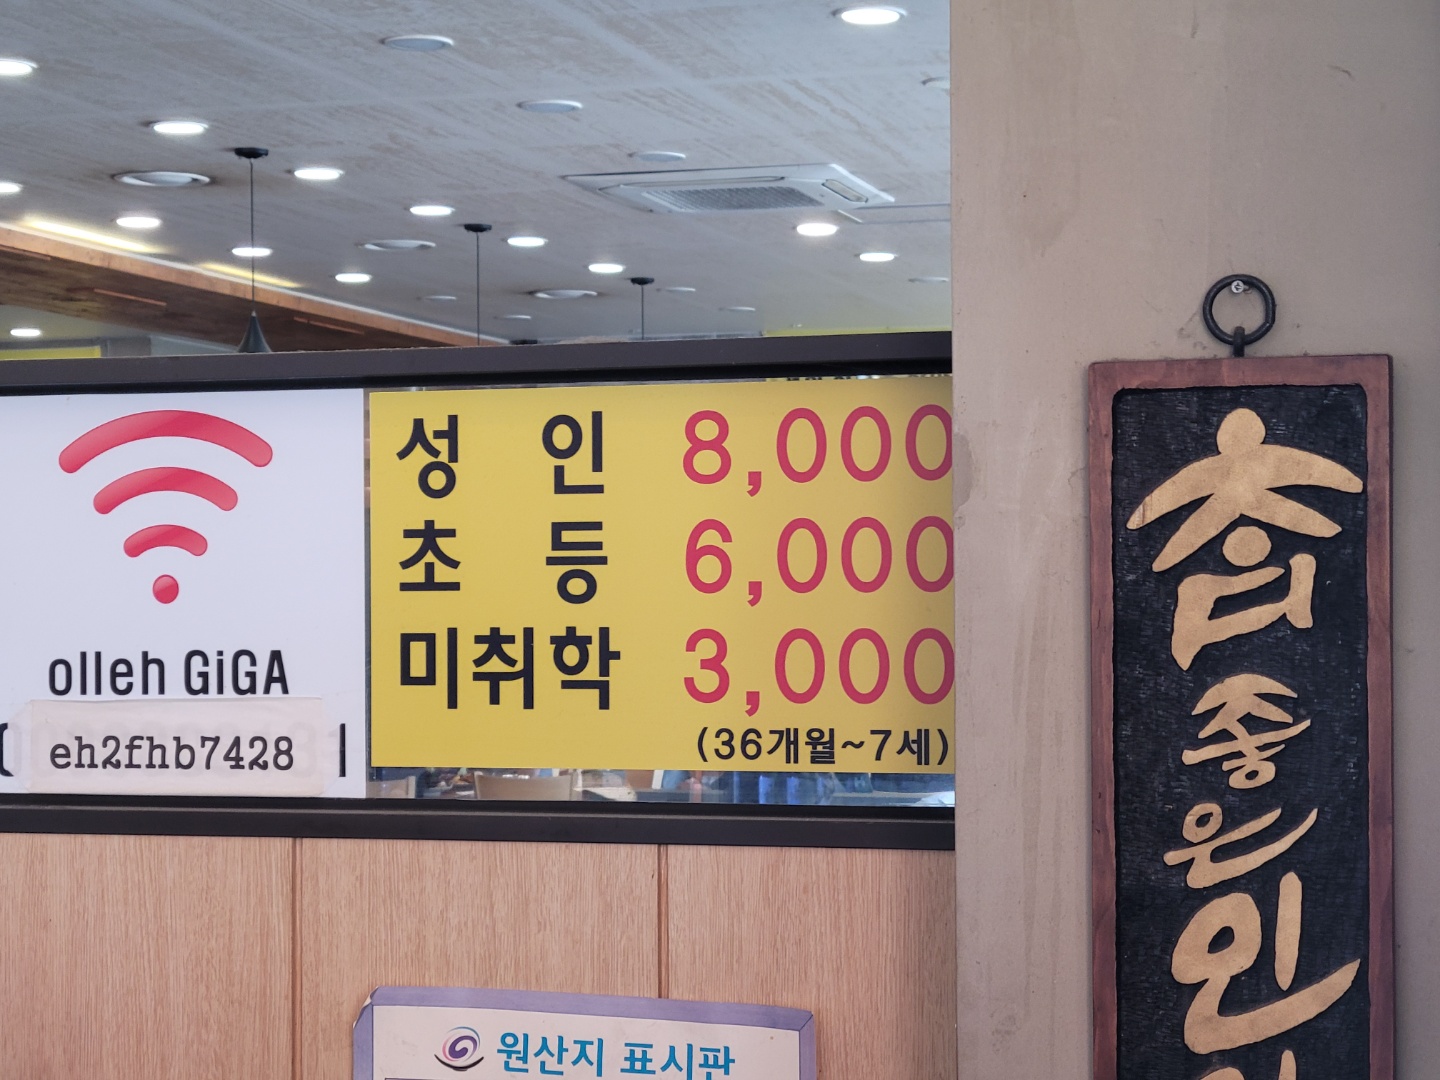 olleh GiGA
eh2fhb7428
성 인 8,000
초 등 6,000
미취학 3,000
(36개월~7세)
원산지 표시판
참
좋
은
인